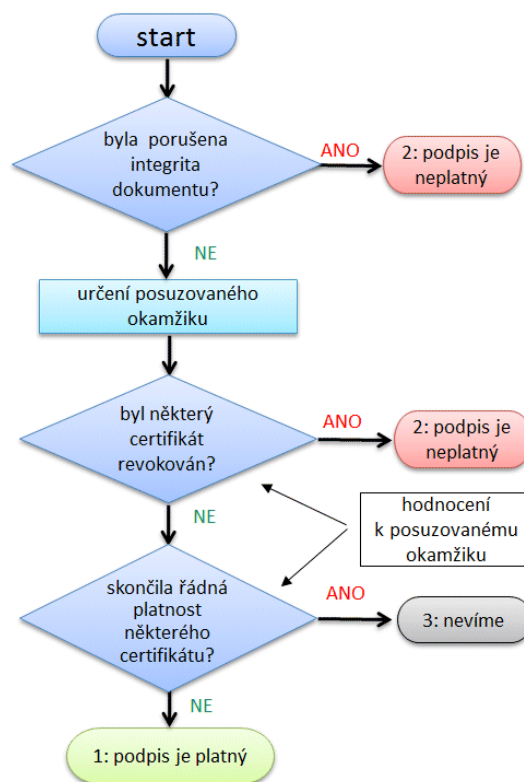 start
byla porušena
integrita
dokumentu?
ANO
2: podpis je
neplatný
NE
určení posuzovaného
okamžiku
byl některý
certifikát
revokován?
ANO
2: podpis je
neplatný
NE
hodnocení
k posuzovanému
okamžiku
skončila řádná
platnost
některého
certifikátu?
ANO
3: nevíme
NE
1: podpis je platný